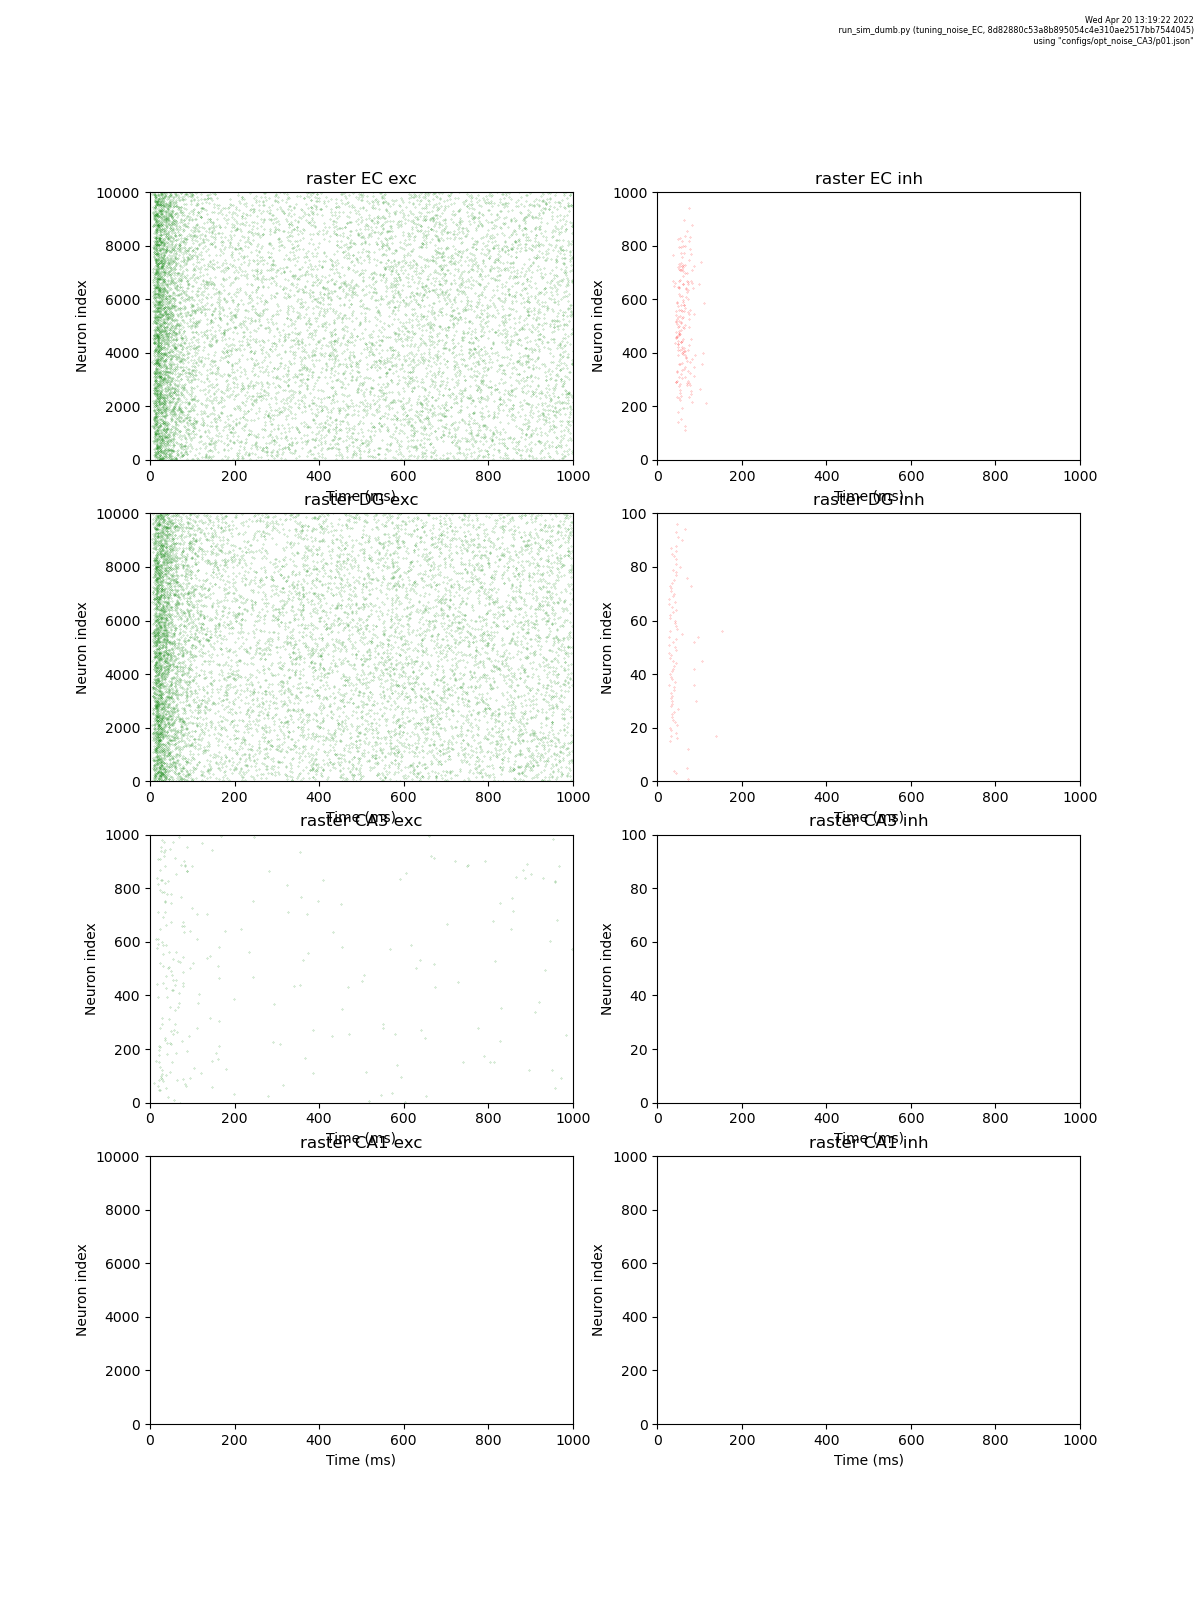 Wed Apr 20 13:19:22 2022
run_sim_dumb.py (tuning_noise_EC, 8d82880c53a8b895054c4e310ae2517bb7544045)
using "configs/opt_noise_CA3/p01.json"
raster EC exc
10000
8000
6000
4000
2000
0
Neuron index
0 200 400 600 800 1000
Time (ms)
raster EC inh
1000
800
600
400
200
0
Neuron index
0 200 400 600 800 1000
Time (ms)
raster DG exc
10000
8000
6000
4000
2000
0
Neuron index
0 200 400 600 800 1000
Time (ms)
raster DG inh
100
80
60
40
20
0
Neuron index
0 200 400 600 800 1000
Time (ms)
raster CA3 exc
1000
800
600
400
200
0
Neuron index
0 200 400 600 800 1000
Time (ms)
raster CA3 inh
100
80
60
40
20
0
Neuron index
0 200 400 600 800 1000
Time (ms)
raster CA1 exc
10000
8000
6000
4000
2000
0
Neuron index
0 200 400 600 800 1000
Time (ms)
raster CA1 inh
1000
800
600
400
200
0
Neuron index
0 200 400 600 800 1000
Time (ms)